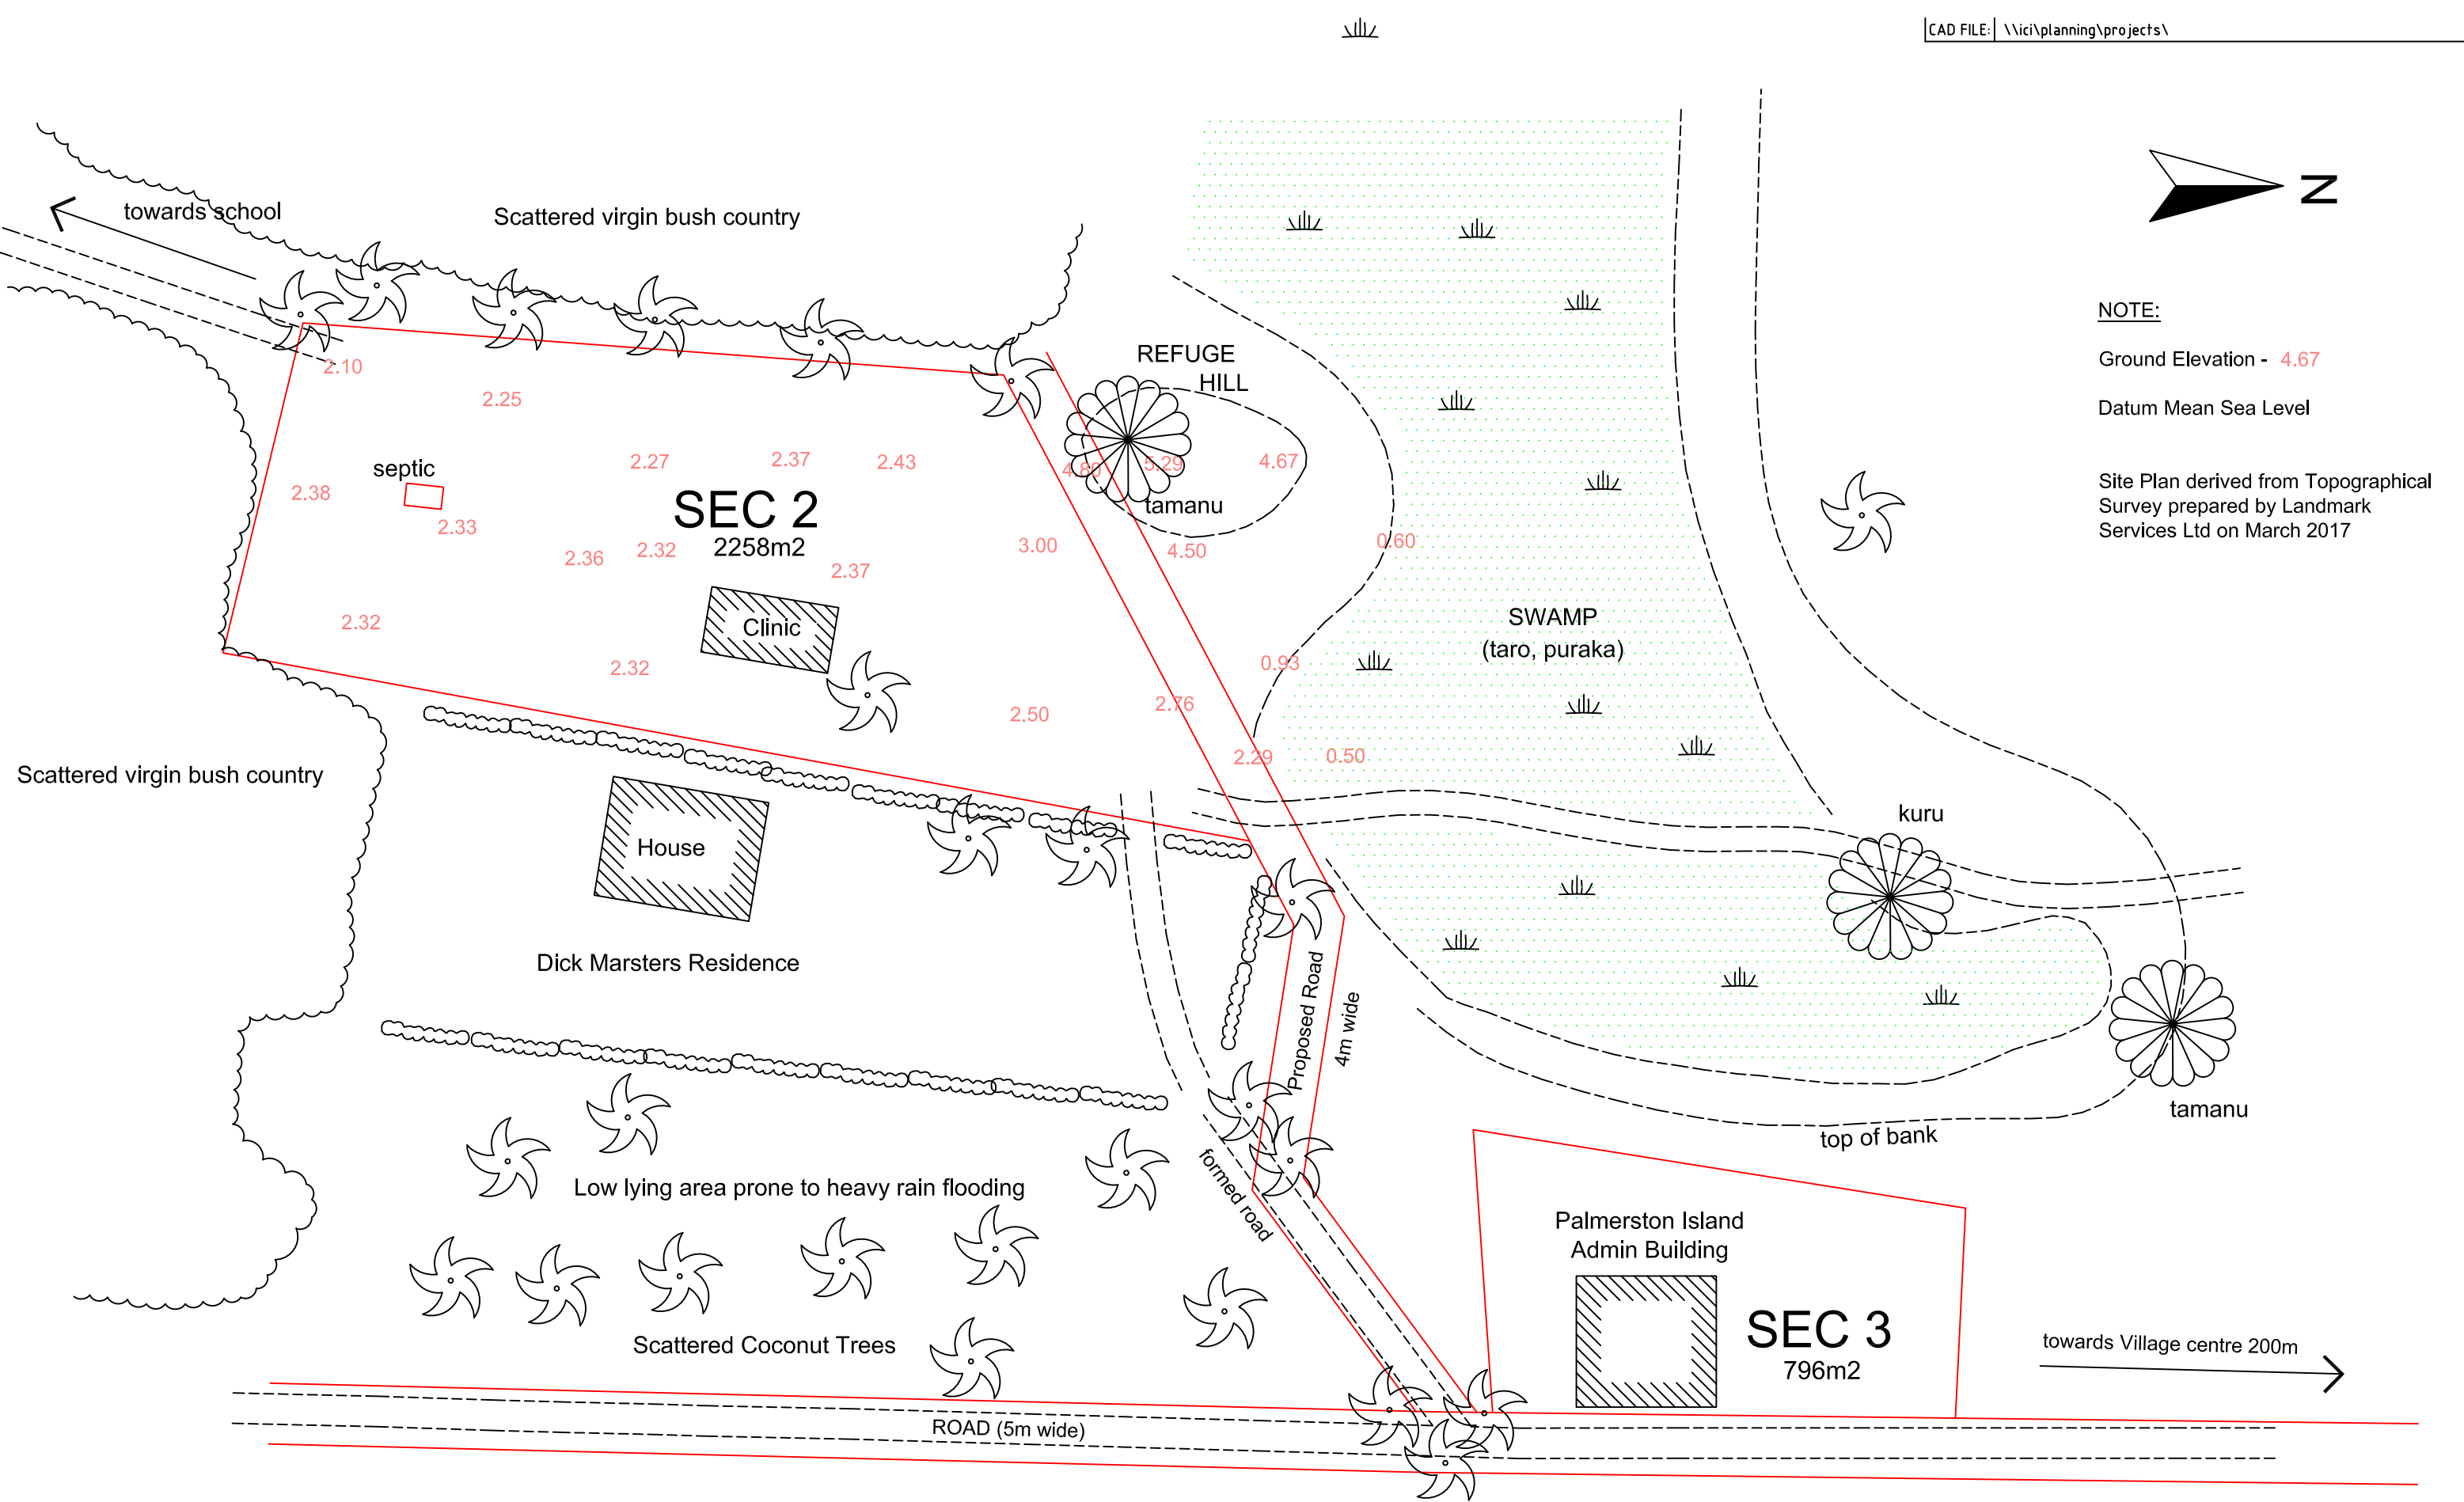 CAD FILE: \\ici\planning\projects\
towards school
Scattered virgin bush country
N
NOTE:
Ground Elevation - 4.67
Datum Mean Sea Level
Site Plan derived from Topographical
Survey prepared by Landmark
Services Ltd on March 2017
REFUGE
HILL
2.10
2.25
2.27
2.37
2.43
4.80
5.29
4.67
septic
2.38
2.33
SEC 2
2258m2
tamanu
2.36
2.32
2.37
3.00
4.50
0.60
Clinic
2.32
2.32
2.50
2.76
0.93
2.29
0.50
SWAMP
(taro, puraka)
Scattered virgin bush country
House
kuru
Dick Marsters Residence
Proposed Road
4m wide
tamanu
top of bank
formed road
Low lying area prone to heavy rain flooding
Palmerston Island
Admin Building
SEC 3
796m2
towards Village centre 200m
Scattered Coconut Trees
ROAD (5m wide)